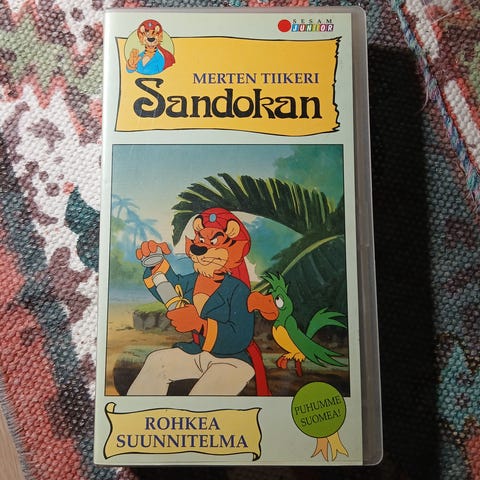 SESAM
JUNIOR
MERTEN TIIKERI
Sandokan
ROHKEA
SUUNNITELMA
PUHUMME
SUOMEA!